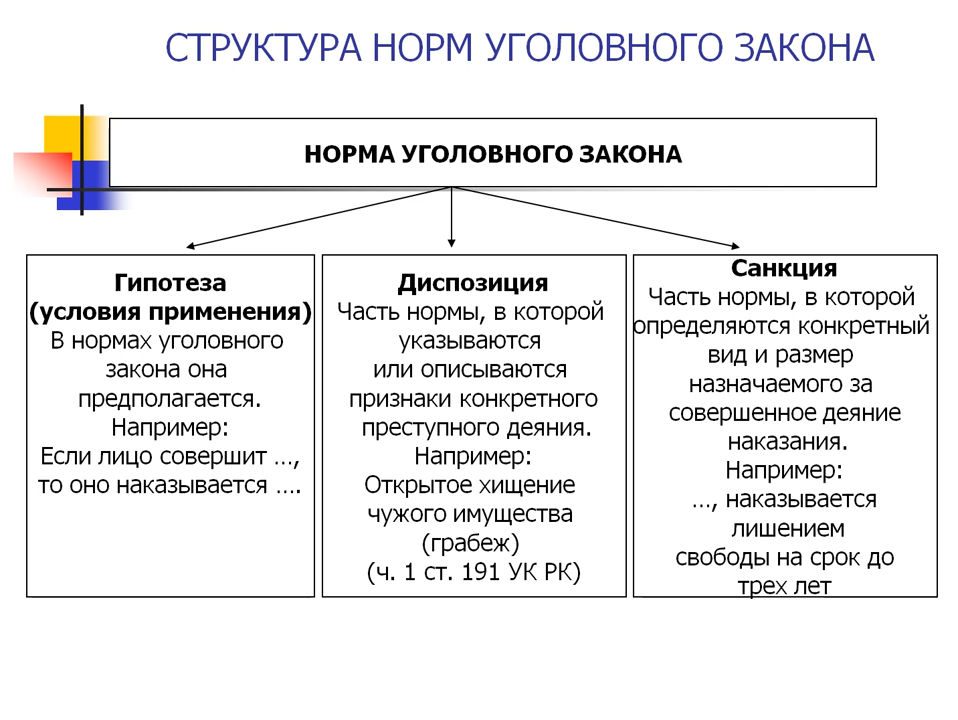 СТРУКТУРА НОРМ УГОЛОВНОГО ЗАКОНА
НОРМА УГОЛОВНОГО ЗАКОНА
Гипотеза
(условия применения)
В нормах уголовного
закона она
предполагается.
Например:
Если лицо совершит …,
то оно наказывается ….
Диспозиция
Часть нормы, в которой
указываются
или описываются
признаки конкретного
преступного деяния.
Например:
Открытое хищение
чужого имущества
(грабеж)
(ч. 1 ст. 191 УК РК)
Санкция
Часть нормы, в которой
определяются конкретный
вид и размер
назначаемого за
совершенное деяние
наказания.
Например:
…, наказывается
лишением
свободы на срок до
трех лет